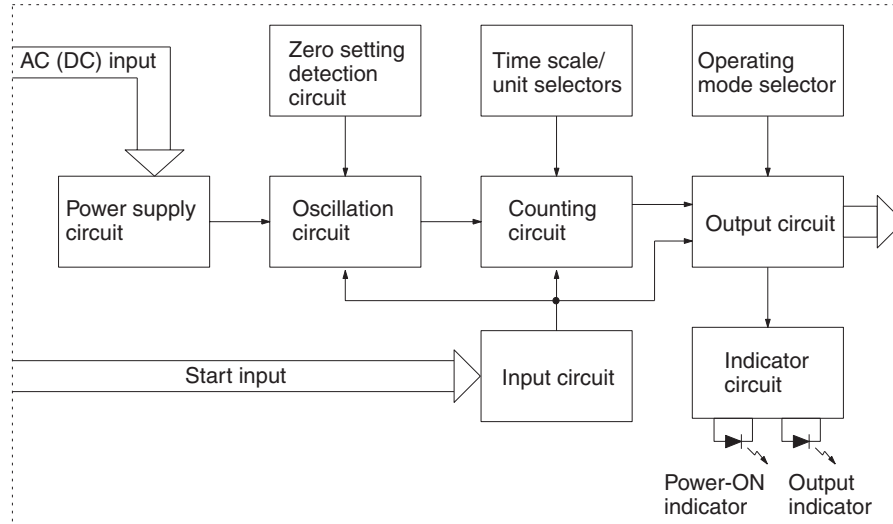 AC (DC) input
Zero setting
detection
circuit
Time scale/
unit selectors
Operating
mode selector
Power supply
circuit
Oscillation
circuit
Counting
circuit
Output circuit
Start input
Input circuit
Indicator
circuit
Power-ON
indicator
Output
indicator